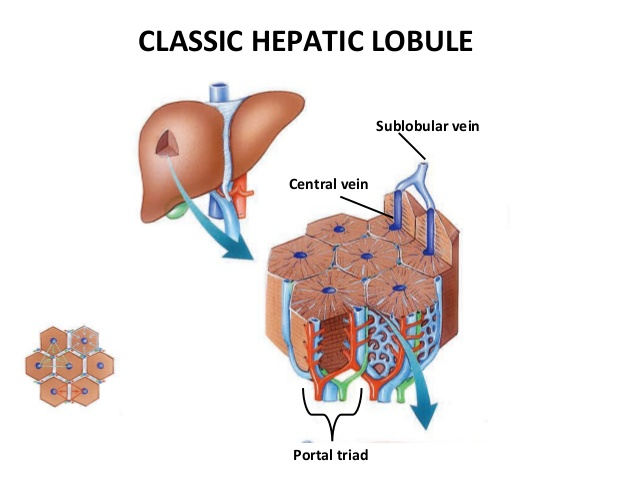 CLASSIC HEPATIC LOBULE
Sublobular vein
Central vein
Portal triad